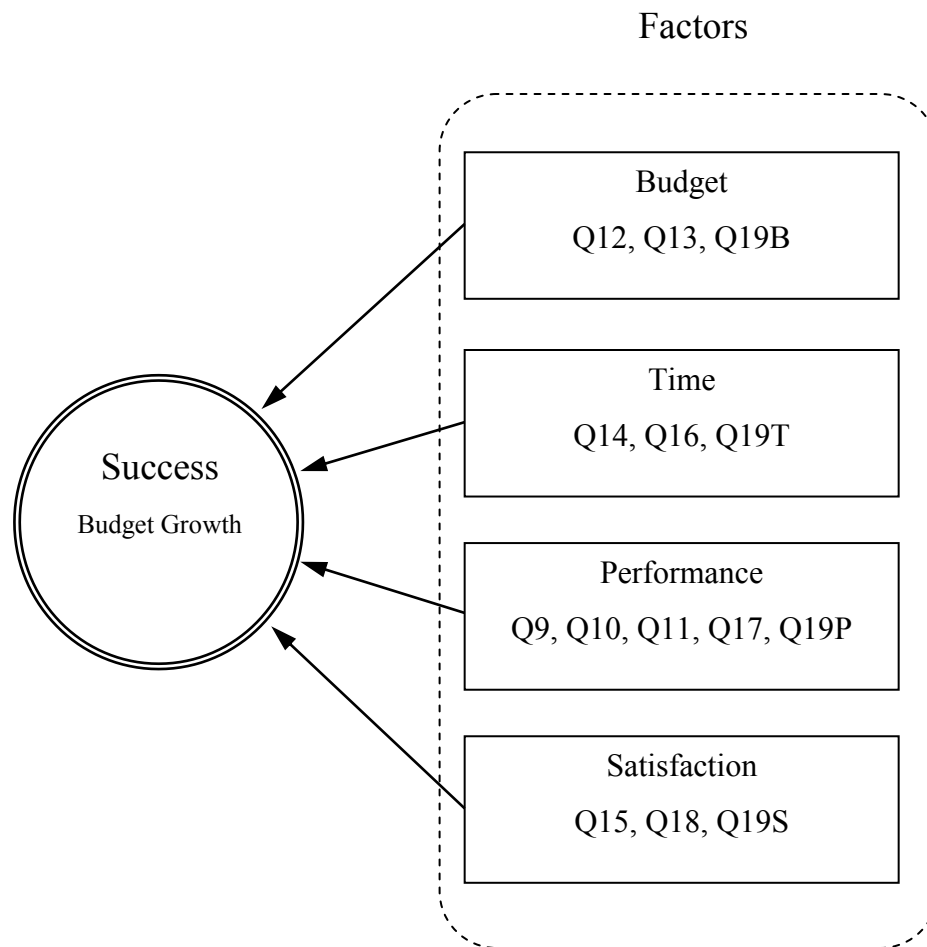 Factors
Budget
Q12, Q13, Q19B
Time
Q14, Q16, Q19T
Success
Budget Growth
Performance
Q9, Q10, Q11, Q17, Q19P
Satisfaction
Q15, Q18, Q19S